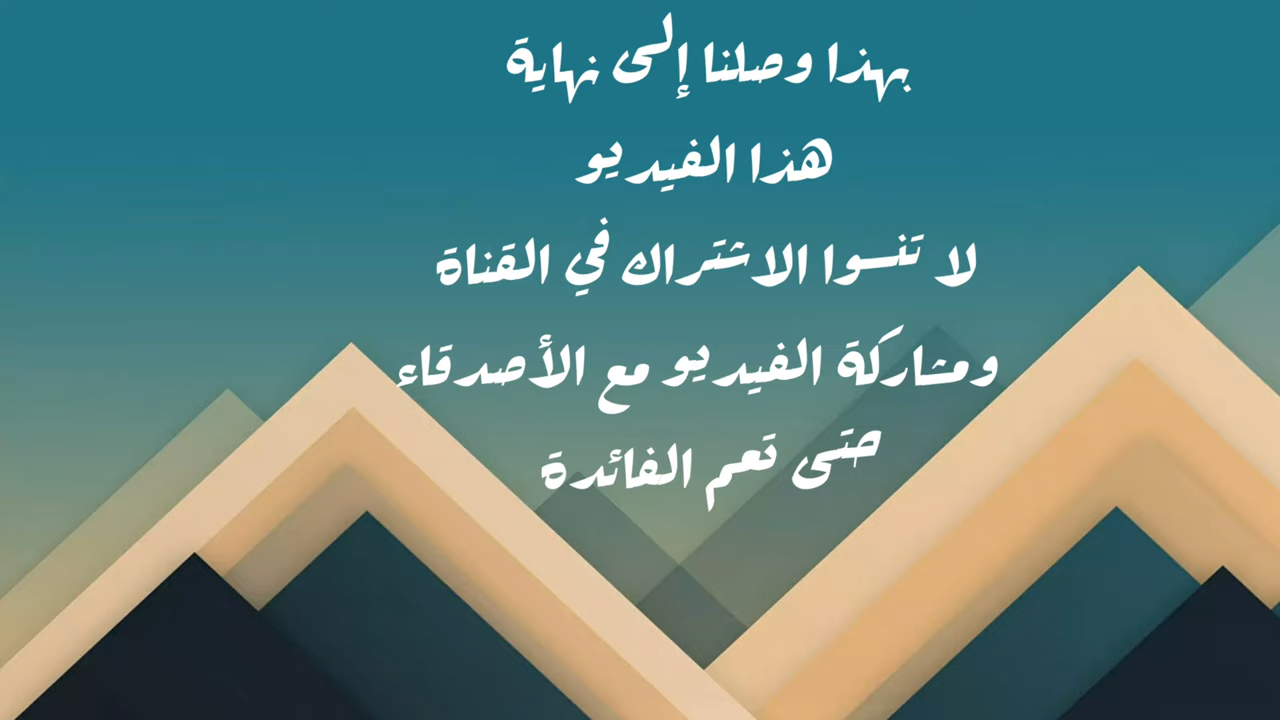 بهذا وصلنا إلى نهاية
هذا الفيديو
لا تنسوا الاشتراك في القناة
ومشاركة الفيديو مع الأصدقاء
حتى تعم الفائدة